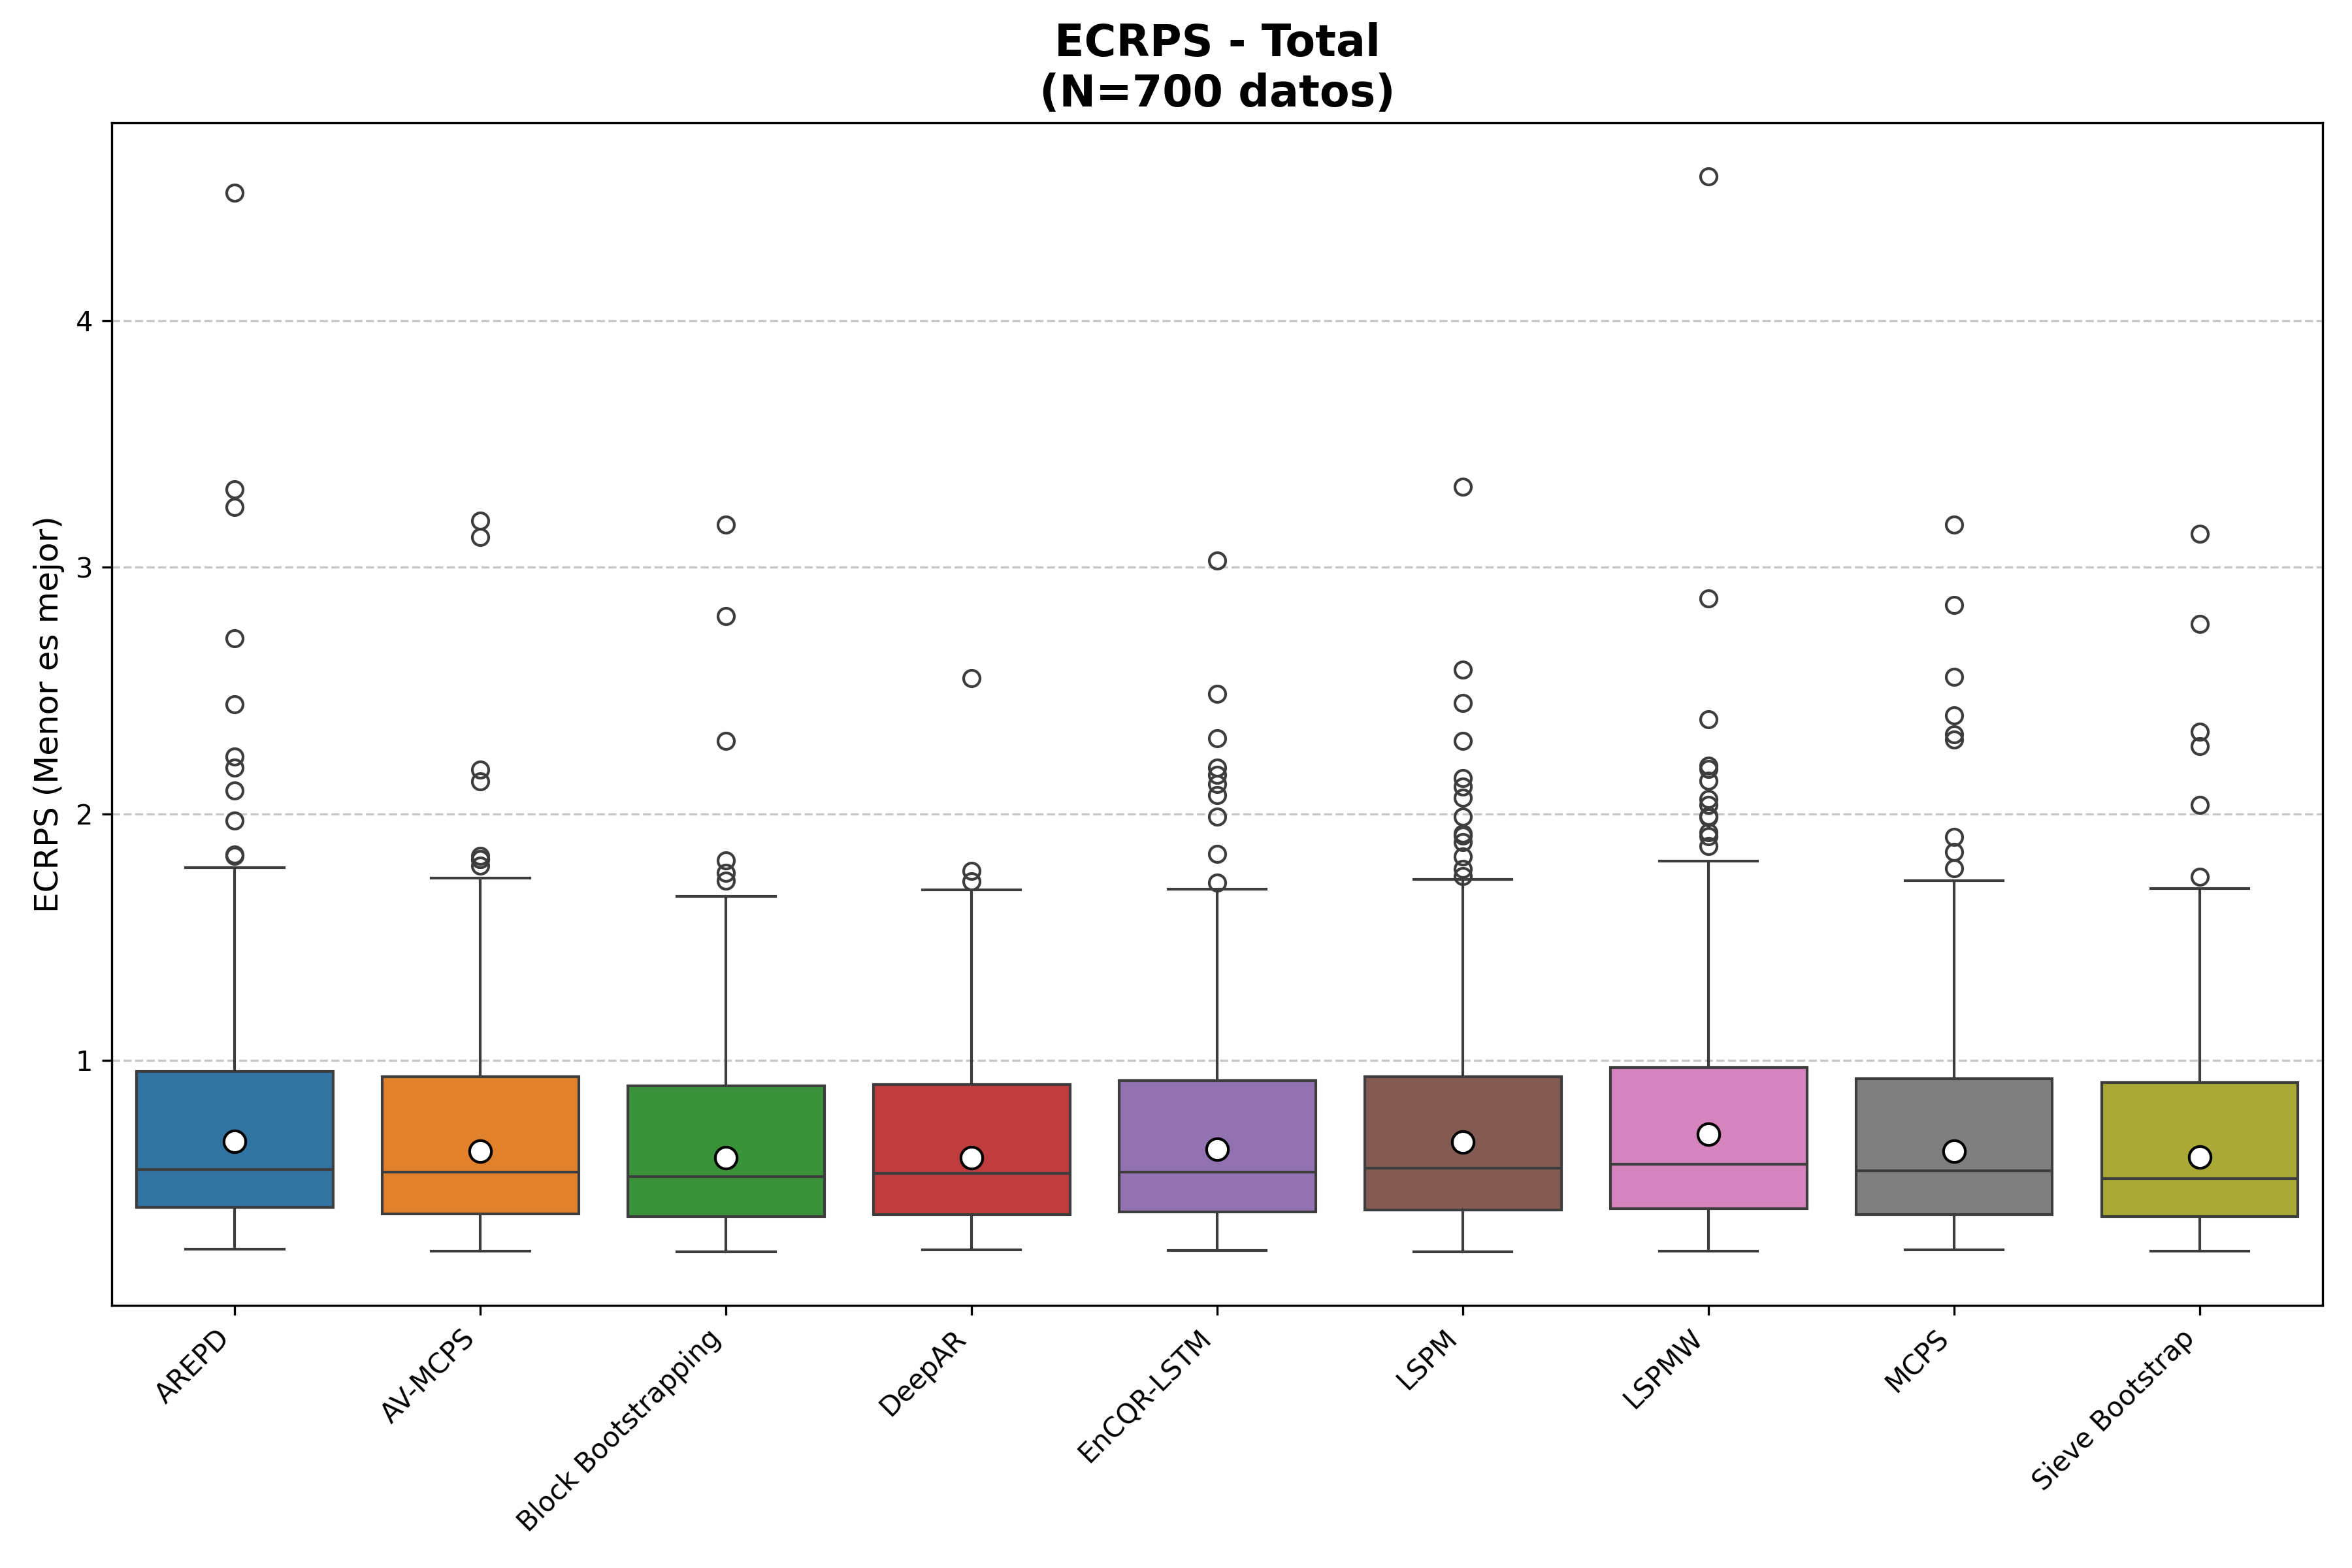 ECRPS - Total
(N=700 datos)
ECRPS (Menor es mejor)
4
3
2
1
AREPD
AV-MCPS
Block Bootstrapping
DeepAR
EnCQR-LSTM
LSPM
LSPMW
MCPS
Sieve Bootstrap